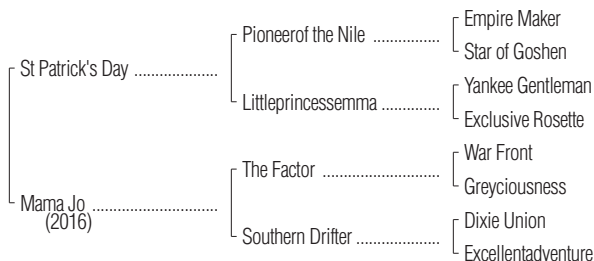 Empire Maker
Pioneerof the Nile ................
Star of Goshen
St Patrick's Day ....................
Yankee Gentleman
Littleprincessemma ..............
Exclusive Rosette
War Front
The Factor ............................
Greyciousness
Mama Jo ..............................
(2016)
Dixie Union
Southern Drifter ....................
Excellentadventure